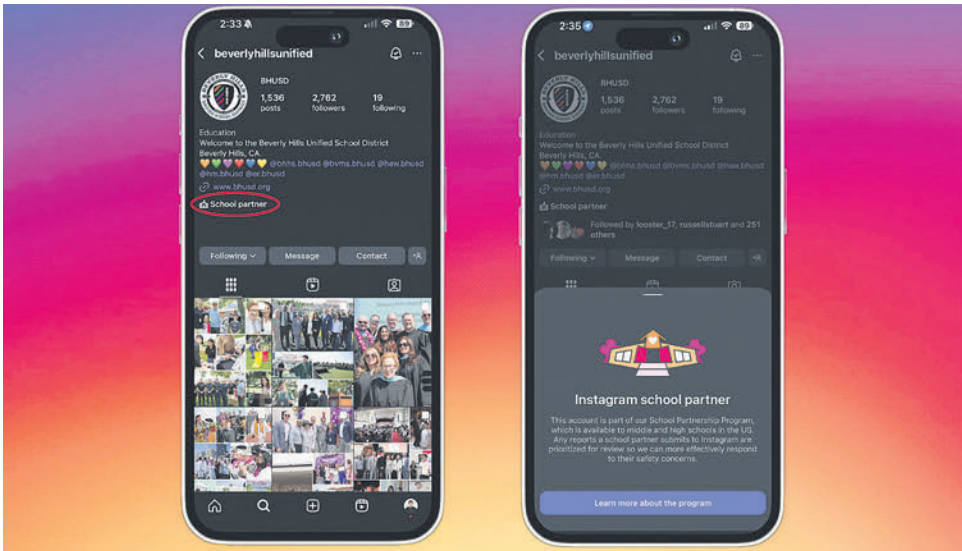 2:33
89
beverlyhillsunified
BHUSD
1,536 2,762 19
posts followers following
Education
Welcome to the Beverly Hills Unified School District
Beverly Hills, CA.
@bhhs.bhusd @bvms.bhusd @haw.bhusd
@hm.bhusd @er.bhusd
www.bhusd.org
School partner
Following Message Contact
2:35
89
beverlyhillsunified
BHUSD
1,536 2,762 19
posts followers following
Education
Welcome to the Beverly Hills Unified School District
Beverly Hills, CA.
@bhhs.bhusd @bvms.bhusd @haw.bhusd
@hm.bhusd @er.bhusd
www.bhusd.org
School partner
Followed by looster_17, russellstuart and 251
others
Following Message Contact
Instagram school partner
This account is part of our School Partnership Program,
which is available to middle and high schools in the US.
Any reports a school partner submits to Instagram are
prioritized for review so we can more effectively respond
to their safety concerns.
Learn more about the program